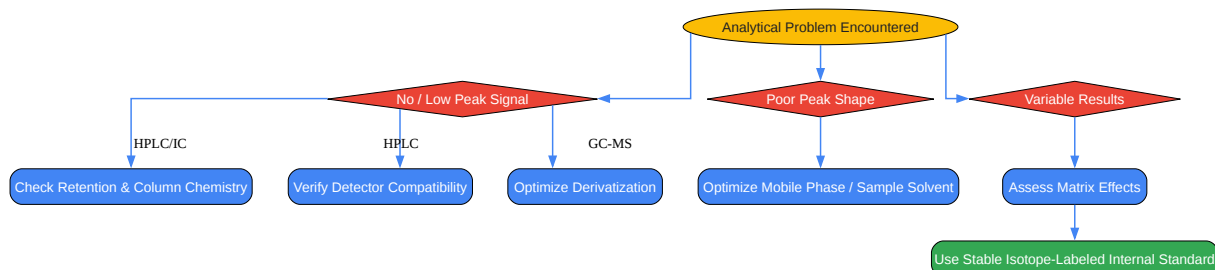 Analytical Problem Encountered
No / Low Peak Signal
Poor Peak Shape
Variable Results
HPLC/IC
HPLC
GC-MS
Check Retention & Column Chemistry
Verify Detector Compatibility
Optimize Derivatization
Optimize Mobile Phase / Sample Solvent
Assess Matrix Effects
Use Stable Isotope-Labeled Internal Standard